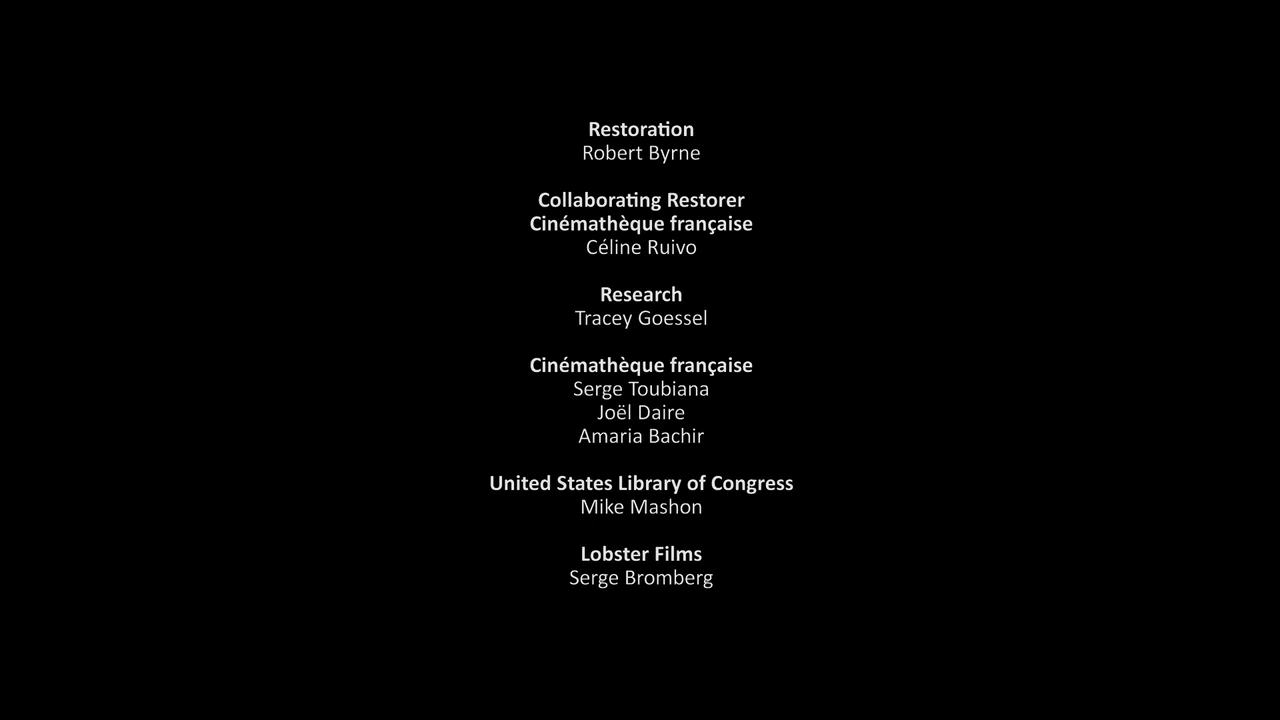 Restoration
Robert Byrne
Collaborating Restorer
Cinémathèque française
Céline Ruivo
Research
Tracey Goessel
Cinémathèque française
Serge Toubiana
Joël Daire
Amaria Bachir
United States Library of Congress
Mike Mashon
Lobster Films
Serge Bromberg